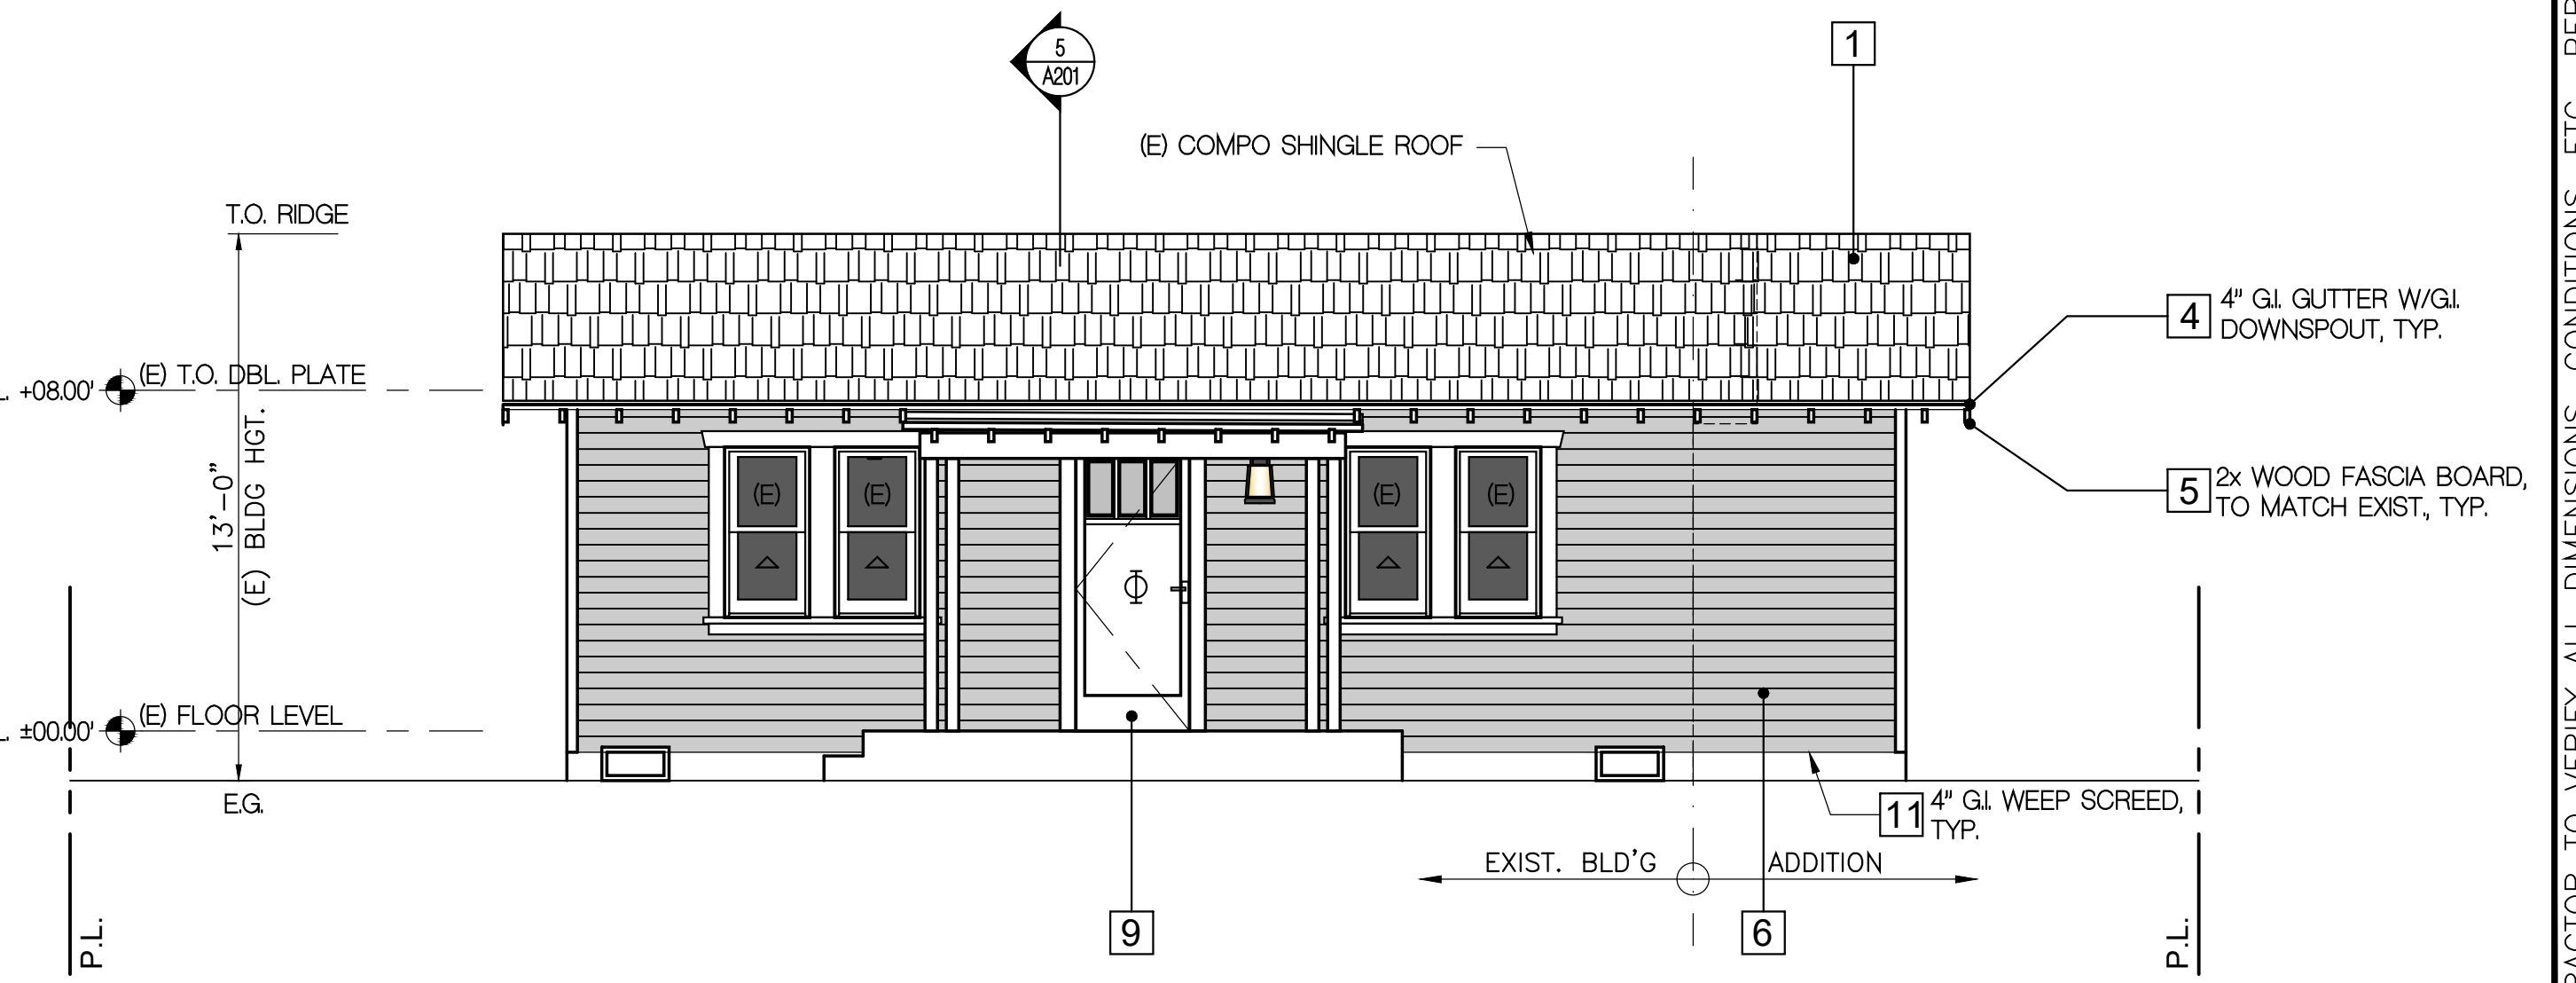 5
A201
1
(E) COMPO SHINGLE ROOF
T.O. RIDGE
4
4" G.I. GUTTER W/G.I.
DOWNSPOUT, TYP.
(E) T.O. DBL. PLATE
+08.00'
13'-0"
(E) BLDG HGT.
(E)
(E)
(E)
(E)
5
2x WOOD FASCIA BOARD,
TO MATCH EXIST., TYP.
(E) FLOOR LEVEL
±00.00'
E.G.
11
4" G.I. WEEP SCREED,
TYP.
EXIST. BLD'G
ADDITION
9
6
P.L.
P.L.
TO VERIFY ALL DIMENSIONS, CONDITIONS, ETC.